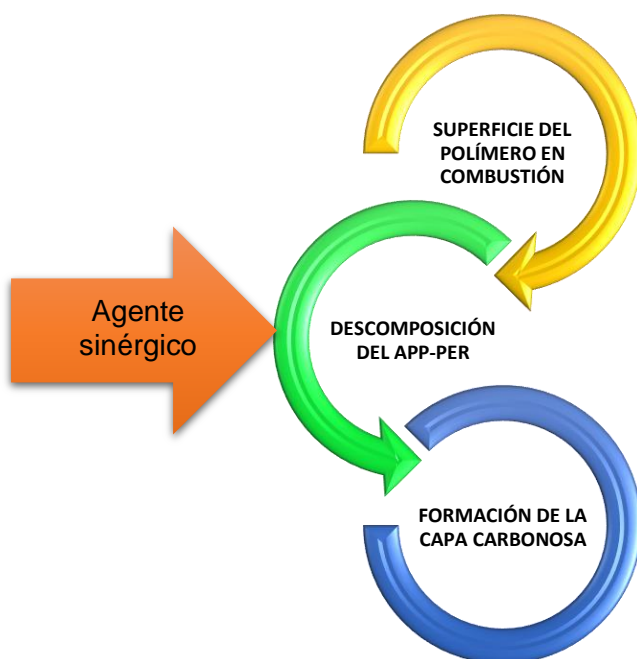 SUPERFICIE DEL
POLÍMERO EN
COMBUSTIÓN
Agente
sinérgico
DESCOMPOSICIÓN
DEL APP-PER
FORMACIÓN DE LA
CAPA CARBONOSA